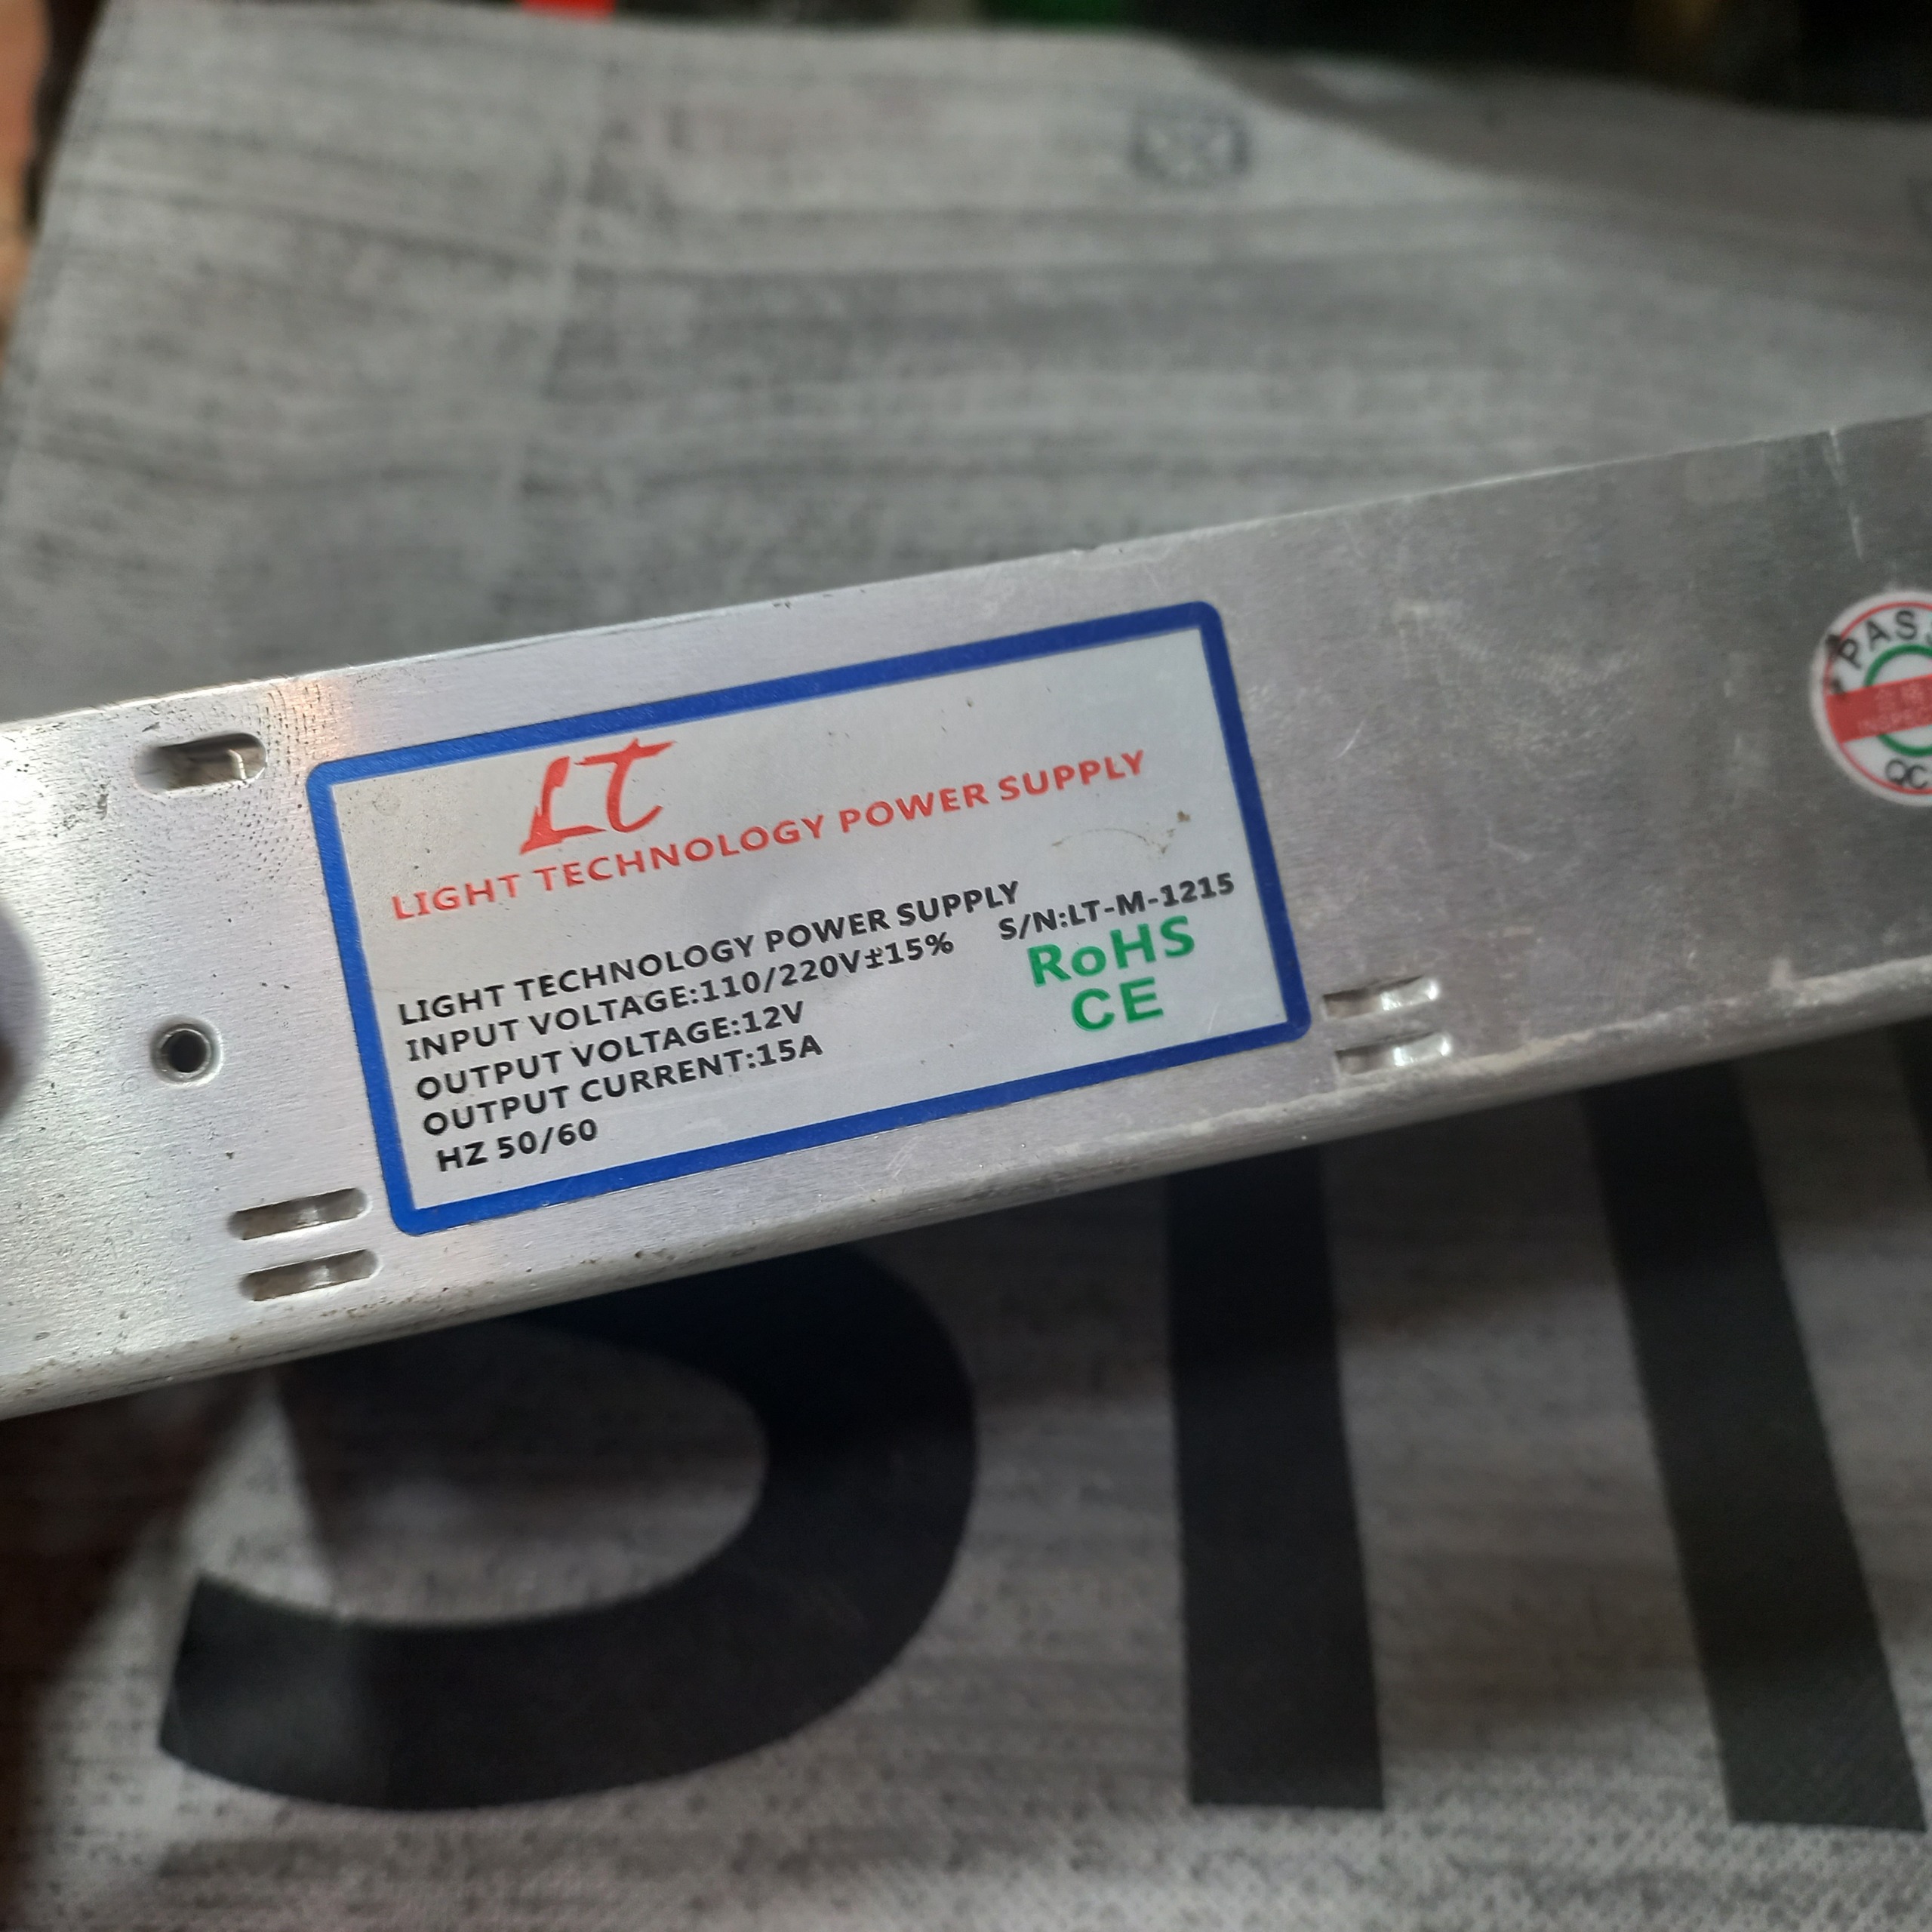 LT
LIGHT TECHNOLOGY POWER SUPPLY
LIGHT TECHNOLOGY POWER SUPPLY
INPUT VOLTAGE:110/220V±15% S/N:LT-M-1215
OUTPUT VOLTAGE:12V
OUTPUT CURRENT:15A
HZ 50/60
RoHS
CE
QC